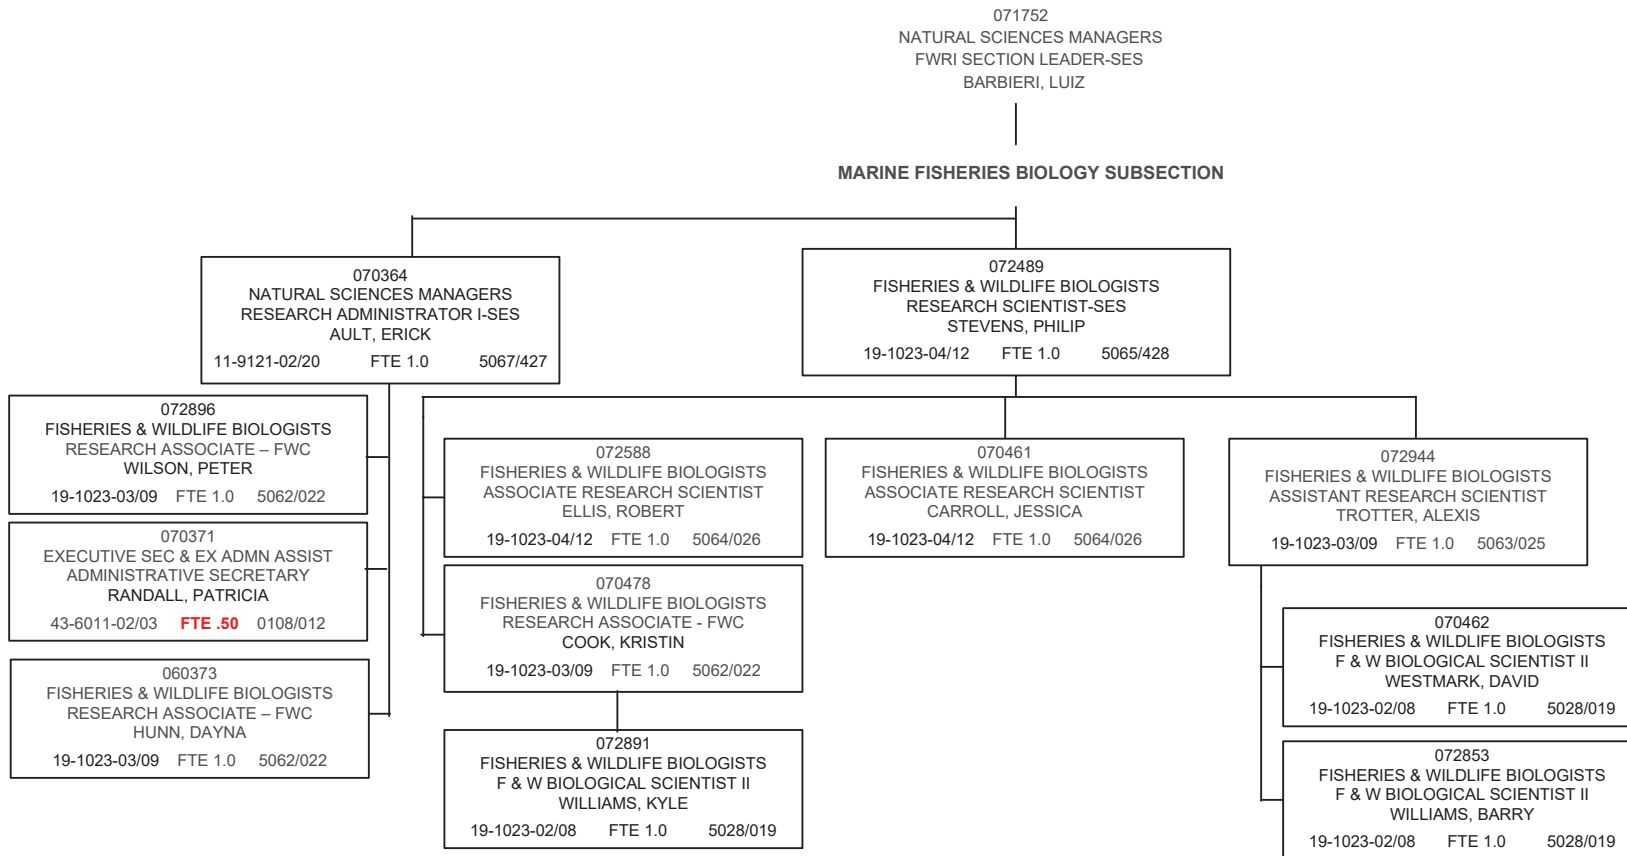 071752
NATURAL SCIENCES MANAGERS
FWRI SECTION LEADER-SES
BARBIERI, LUIZ
MARINE FISHERIES BIOLOGY SUBSECTION
070364
NATURAL SCIENCES MANAGERS
RESEARCH ADMINISTRATOR I-SES
AULT, ERICK
11-9121-02/20 FTE 1.0 5067/427
072489
FISHERIES & WILDLIFE BIOLOGISTS
RESEARCH SCIENTIST-SES
STEVENS, PHILIP
19-1023-04/12 FTE 1.0 5065/428
072896
FISHERIES & WILDLIFE BIOLOGISTS
RESEARCH ASSOCIATE – FWC
WILSON, PETER
19-1023-03/09 FTE 1.0 5062/022
070371
EXECUTIVE SEC & EX ADMN ASSIST
ADMINISTRATIVE SECRETARY
RANDALL, PATRICIA
43-6011-02/03 FTE .50 0108/012
060373
FISHERIES & WILDLIFE BIOLOGISTS
RESEARCH ASSOCIATE – FWC
HUNN, DAYNA
19-1023-03/09 FTE 1.0 5062/022
072588
FISHERIES & WILDLIFE BIOLOGISTS
ASSOCIATE RESEARCH SCIENTIST
ELLIS, ROBERT
19-1023-04/12 FTE 1.0 5064/026
070478
FISHERIES & WILDLIFE BIOLOGISTS
RESEARCH ASSOCIATE - FWC
COOK, KRISTIN
19-1023-03/09 FTE 1.0 5062/022
072891
FISHERIES & WILDLIFE BIOLOGISTS
F & W BIOLOGICAL SCIENTIST II
WILLIAMS, KYLE
19-1023-02/08 FTE 1.0 5028/019
070461
FISHERIES & WILDLIFE BIOLOGISTS
ASSOCIATE RESEARCH SCIENTIST
CARROLL, JESSICA
19-1023-04/12 FTE 1.0 5064/026
072944
FISHERIES & WILDLIFE BIOLOGISTS
ASSISTANT RESEARCH SCIENTIST
TROTTER, ALEXIS
19-1023-03/09 FTE 1.0 5063/025
070462
FISHERIES & WILDLIFE BIOLOGISTS
F & W BIOLOGICAL SCIENTIST II
WESTMARK, DAVID
19-1023-02/08 FTE 1.0 5028/019
072853
FISHERIES & WILDLIFE BIOLOGISTS
F & W BIOLOGICAL SCIENTIST II
WILLIAMS, BARRY
19-1023-02/08 FTE 1.0 5028/019